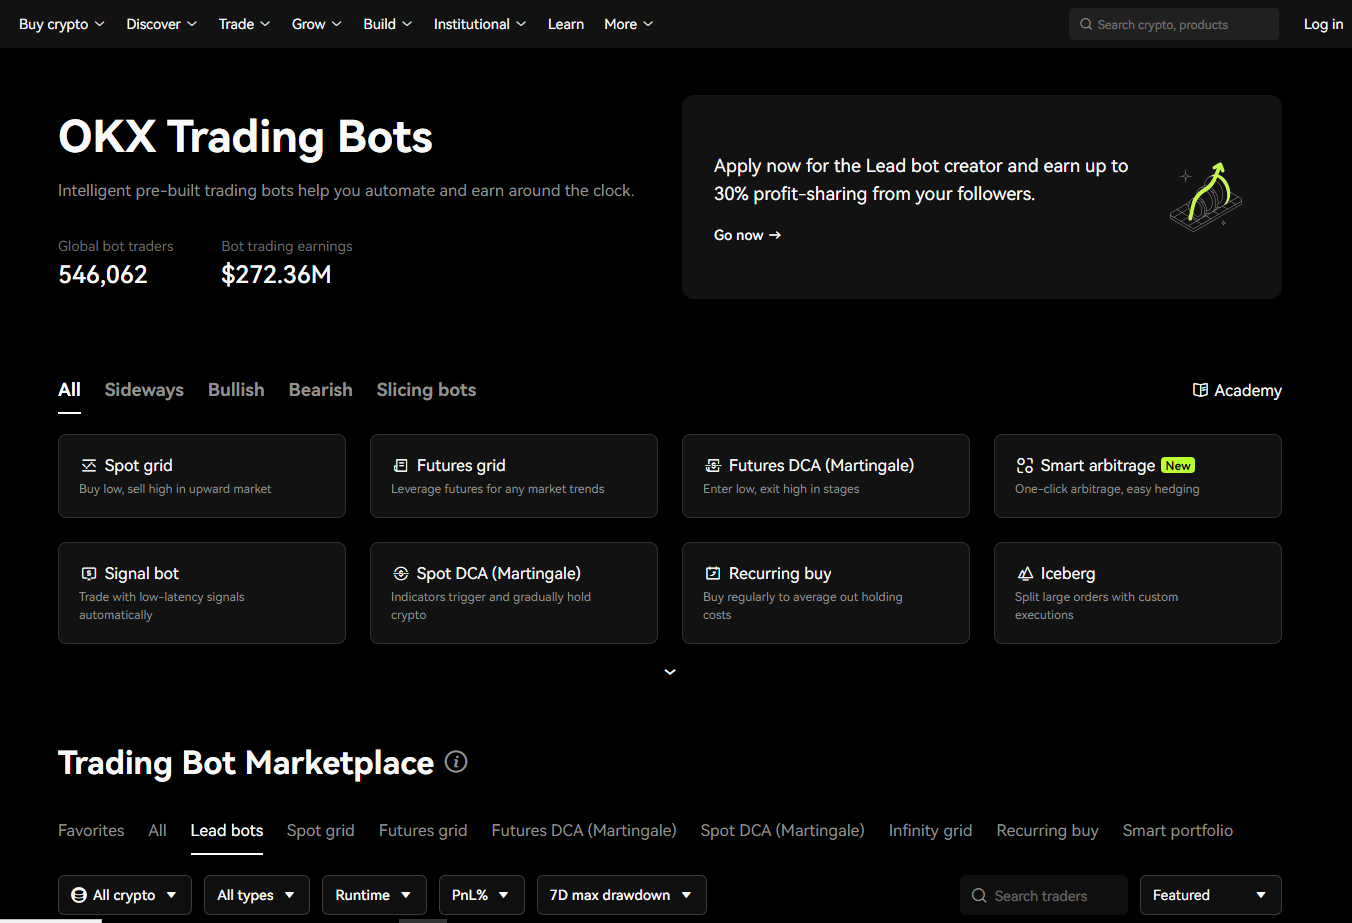 Buy crypto
Discover
Trade
Grow
Build
Institutional
Learn
More
Search crypto, products
Log in
OKX Trading Bots
Intelligent pre-built trading bots help you automate and earn around the clock.
Global bot traders
546,062
Bot trading earnings
$272.36M
Apply now for the Lead bot creator and earn up to
30% profit-sharing from your followers.
Go now →
All
Sideways
Bullish
Bearish
Slicing bots
Academy
Spot grid
Buy low, sell high in upward market
Futures grid
Leverage futures for any market trends
Futures DCA (Martingale)
Enter low, exit high in stages
Smart arbitrage New
One-click arbitrage, easy hedging
Signal bot
Trade with low-latency signals
automatically
Spot DCA (Martingale)
Indicators trigger and gradually hold
crypto
Recurring buy
Buy regularly to average out holding
costs
Iceberg
Split large orders with custom
executions
Trading Bot Marketplace
Favorites
All
Lead bots
Spot grid
Futures grid
Futures DCA (Martingale)
Spot DCA (Martingale)
Infinity grid
Recurring buy
Smart portfolio
All crypto
All types
Runtime
PnL%
7D max drawdown
Search traders
Featured